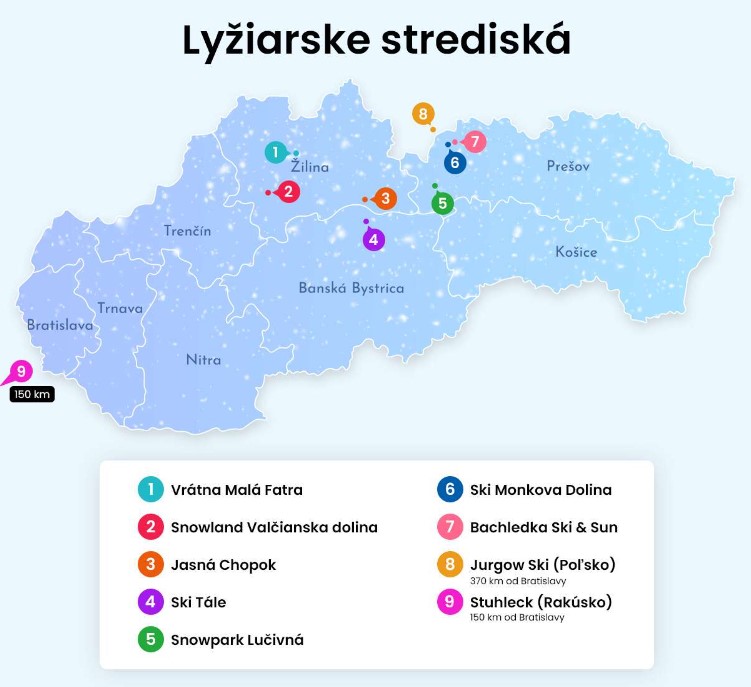 Lyžiarske strediská
8
7
1
Žilina
6
Prešov
2
3
5
Trenčín
4
Košice
Banská Bystrica
Trnava
Bratislava
Nitra
9
150 km
1 Vrátna Malá Fatra
2 Snowland Valčianska dolina
3 Jasná Chopok
4 Ski Tále
5 Snowpark Lučivná
6 Ski Monkova Dolina
7 Bachledka Ski & Sun
8 Jurgow Ski (Poľsko)
370 km od Bratislavy
9 Stuhleck (Rakúsko)
150 km od Bratislavy